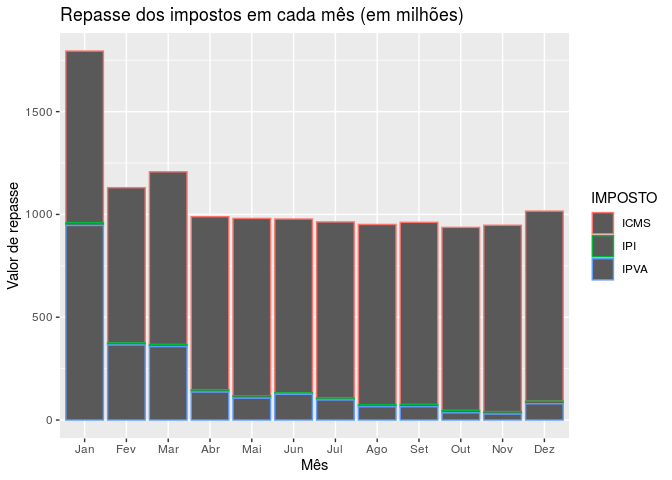 Repasse dos impostos em cada mês (em milhões)
Valor de repasse
1500
1000
500
0
Jan Fev Mar Abr Mai Jun Jul Ago Set Out Nov Dez
Mês
IMPOSTO
ICMS
IPI
IPVA